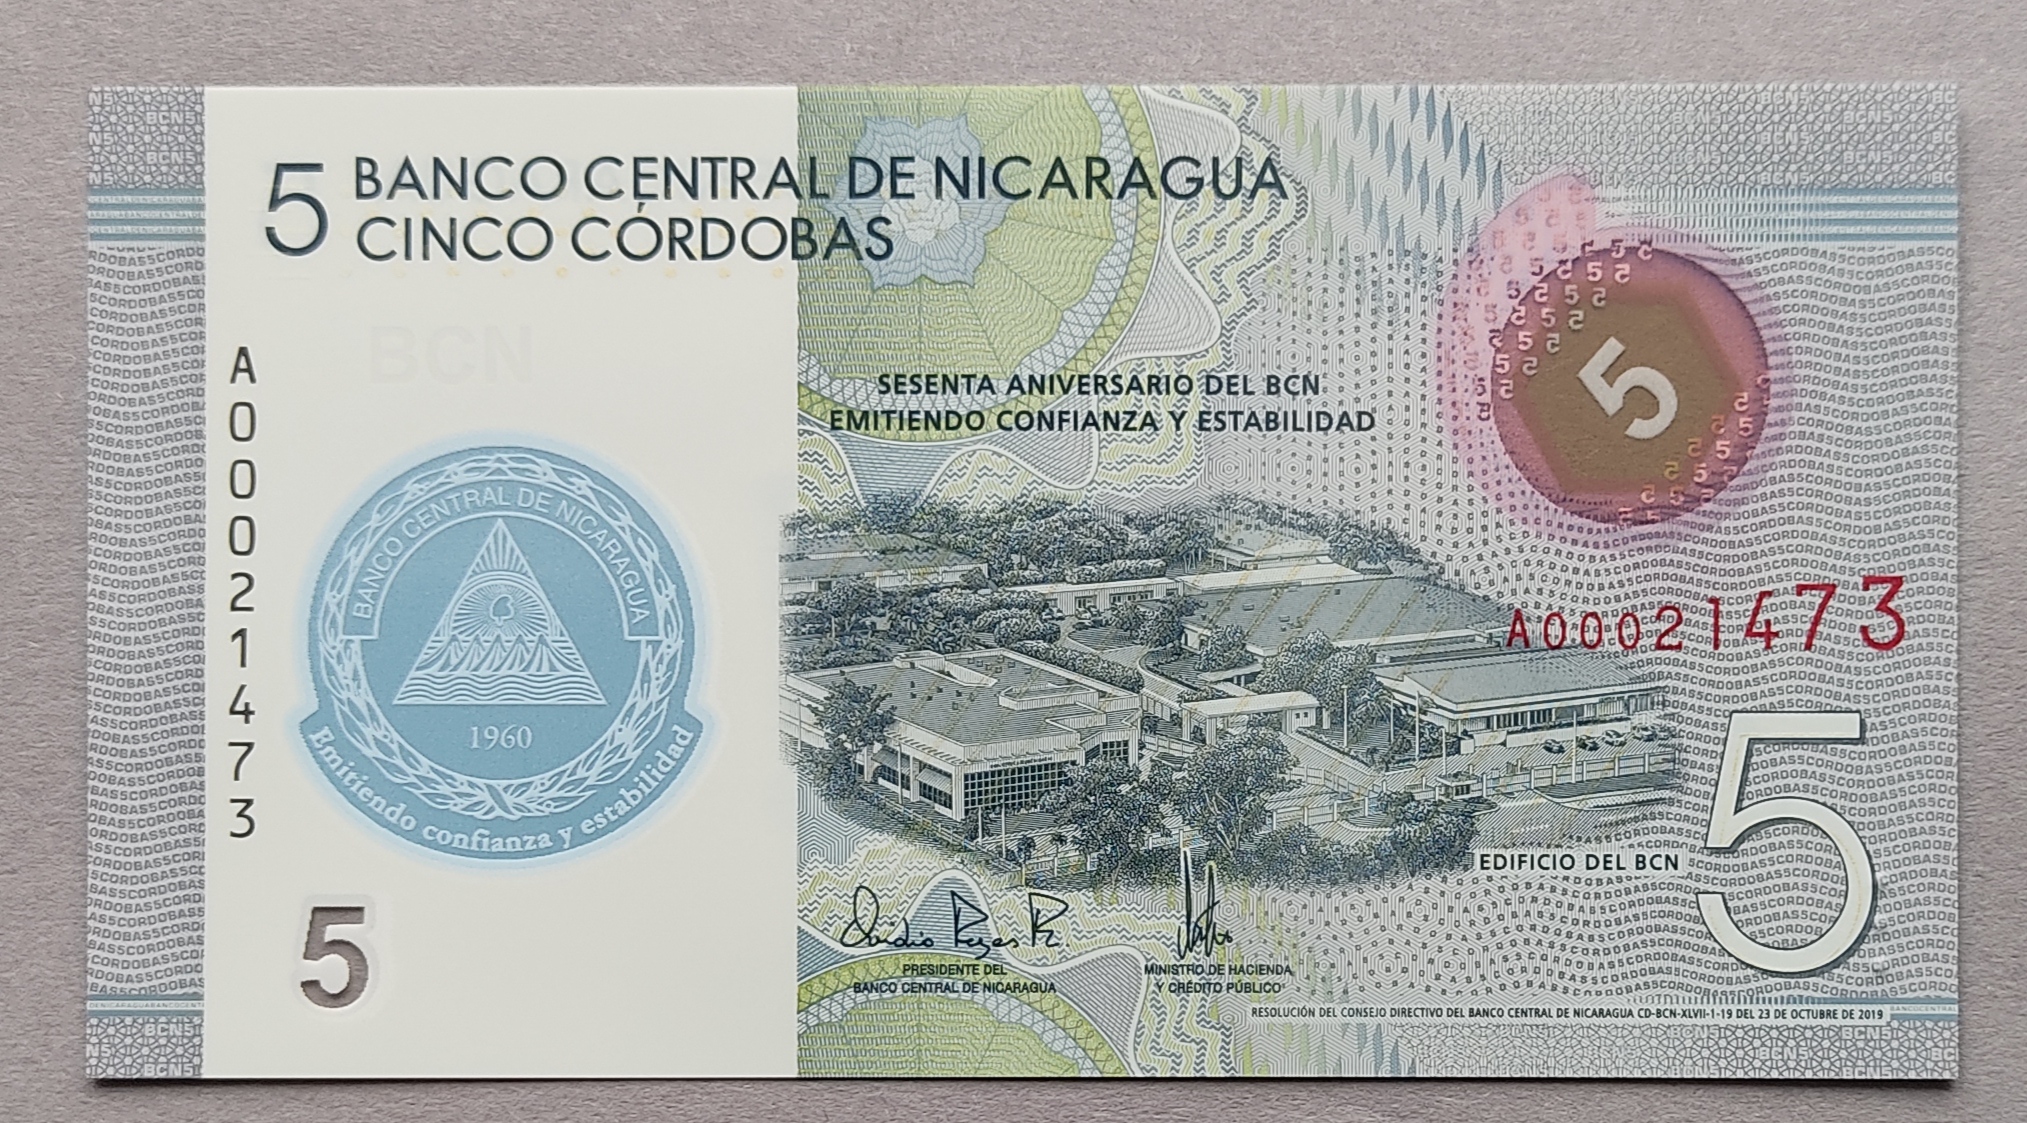 5 BANCO CENTRAL DE NICARAGUA
CINCO CÓRDOBAS
BCN
A00021473
SESENTA ANIVERSARIO DEL BCN
EMITIENDO CONFIANZA Y ESTABILIDAD
5
BANCO CENTRAL DE NICARAGUA
1960
Emitiendo confianza y estabilidad
A00021473
5
EDIFICIO DEL BCN
5
Ovidio Reyes R.
PRESIDENTE DEL
BANCO CENTRAL DE NICARAGUA
MINISTRO DE HACIENDA
Y CRÉDITO PÚBLICO
RESOLUCIÓN DEL CONSEJO DIRECTIVO DEL BANCO CENTRAL DE NICARAGUA CD-BCN-XLVII-1-19 DEL 23 DE OCTUBRE DE 2019